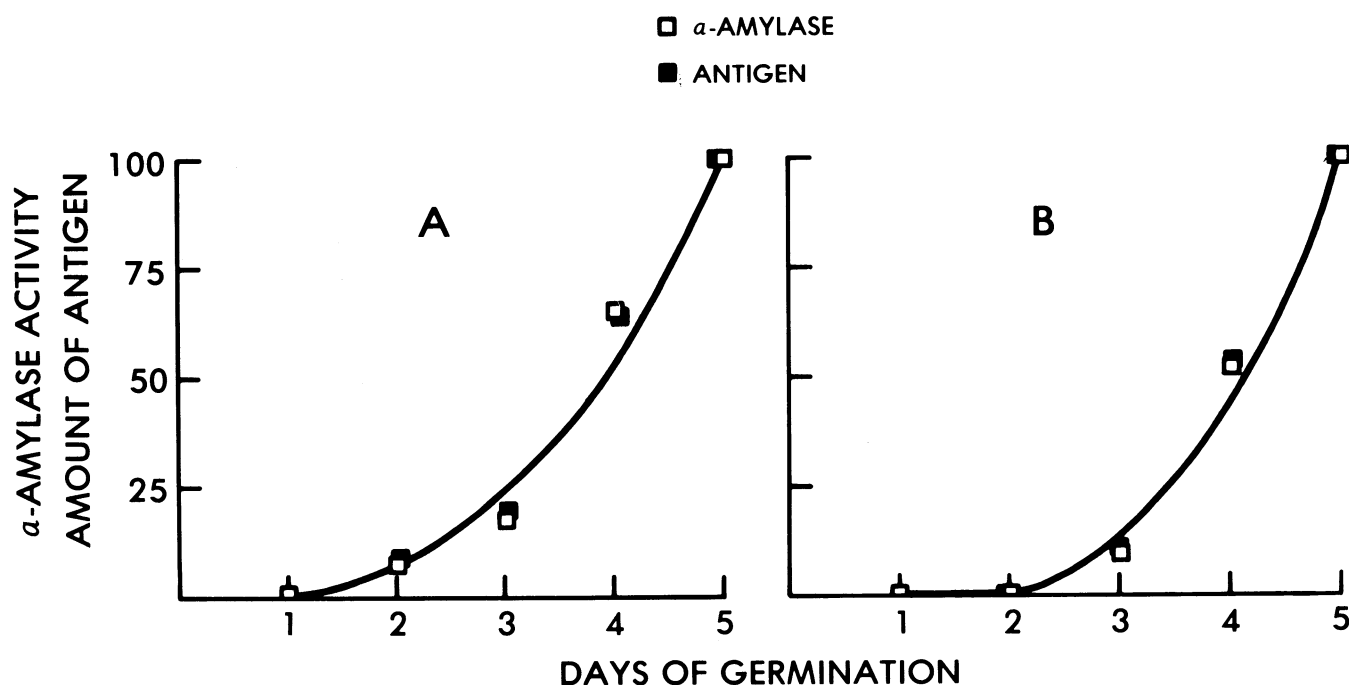 α-AMYLASE
ANTIGEN
α-AMYLASE ACTIVITY
AMOUNT OF ANTIGEN
100
75
50
25
A
B
1 2 3 4 5
1 2 3 4 5
DAYS OF GERMINATION